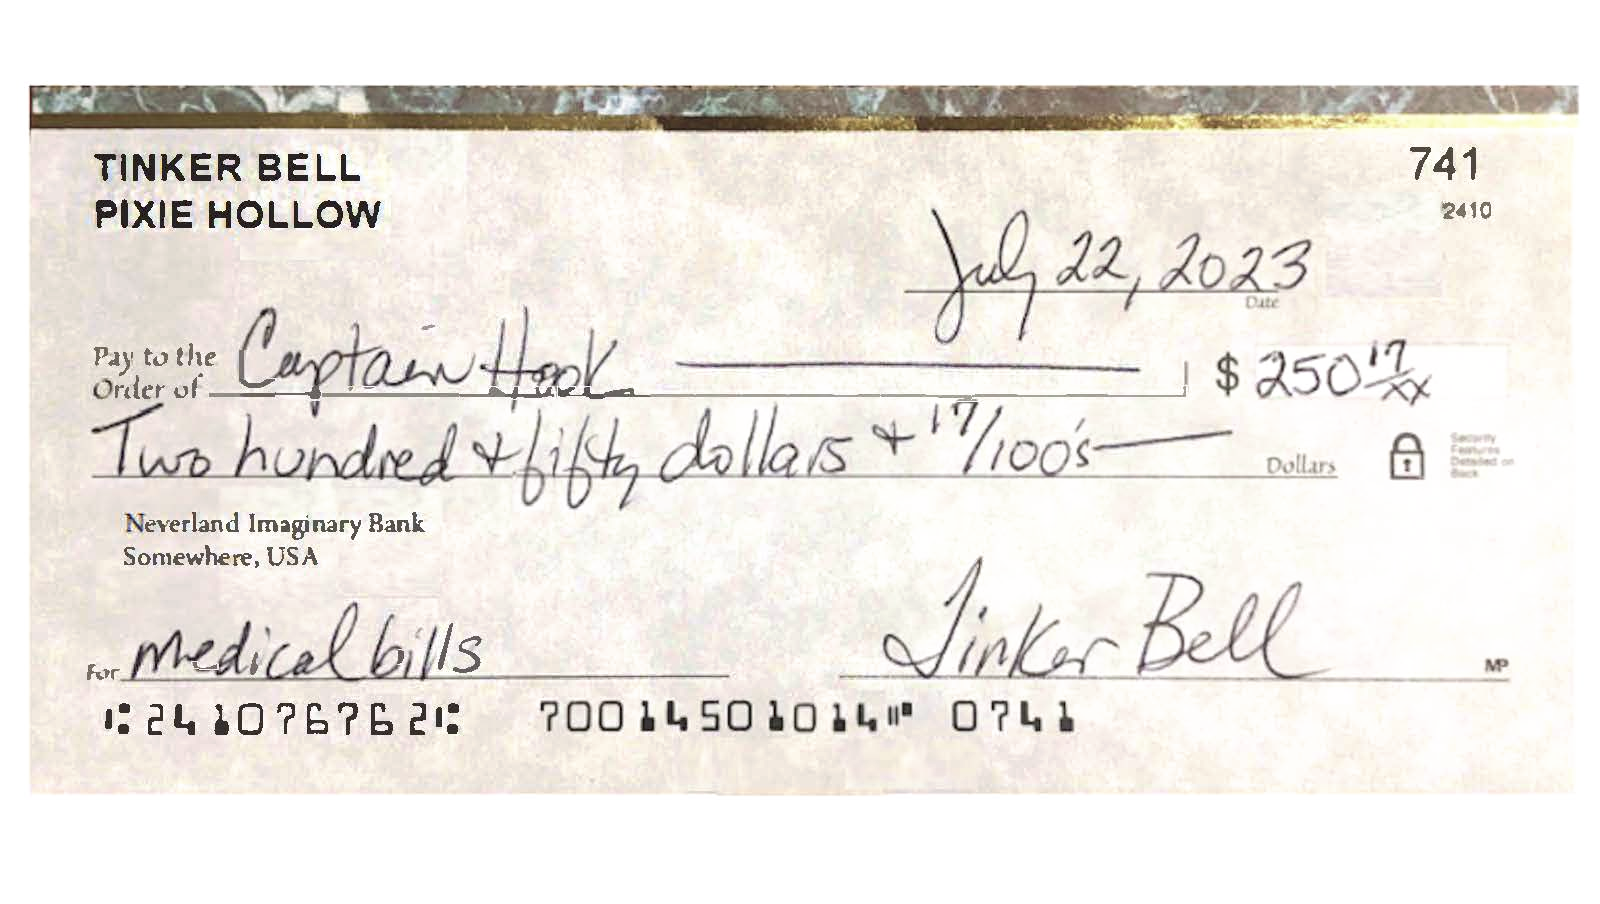 TINKER BELL
741
PIXIE HOLLOW
2410
July 22, 2023
Date
Pay to the
Order of Captain Hook $ 250 17/xx
Two hundred & fifty dollars + 17/100's Dollars
Security
Features
Detailed on
Back
Neverland Imaginary Bank
Somewhere, USA
For medical bills Tinker Bell MP
⑆241076762⑆ 70014501014⑈ 0741